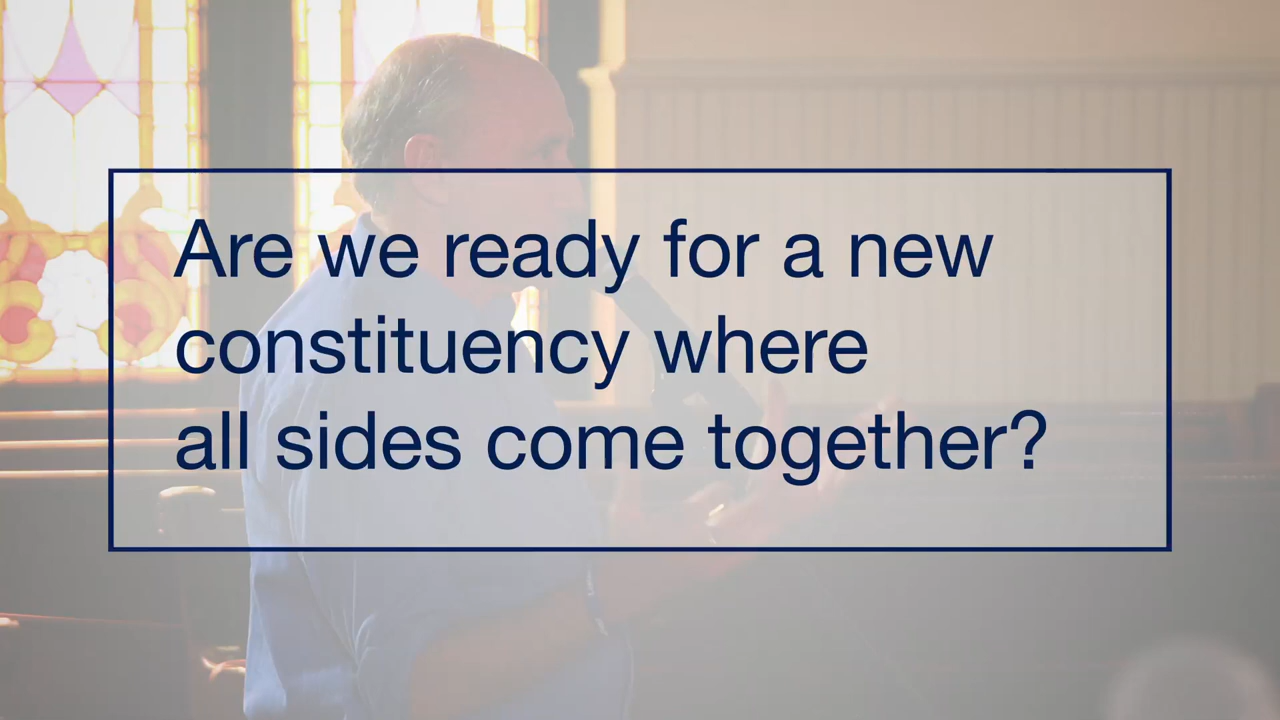 Are we ready for a new
constituency where
all sides come together?